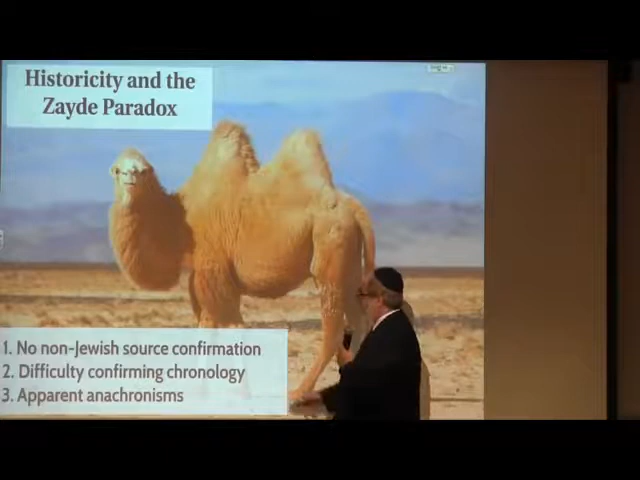 Historicity and the
Zayde Paradox
1. No non-Jewish source confirmation
2. Difficulty confirming chronology
3. Apparent anachronisms